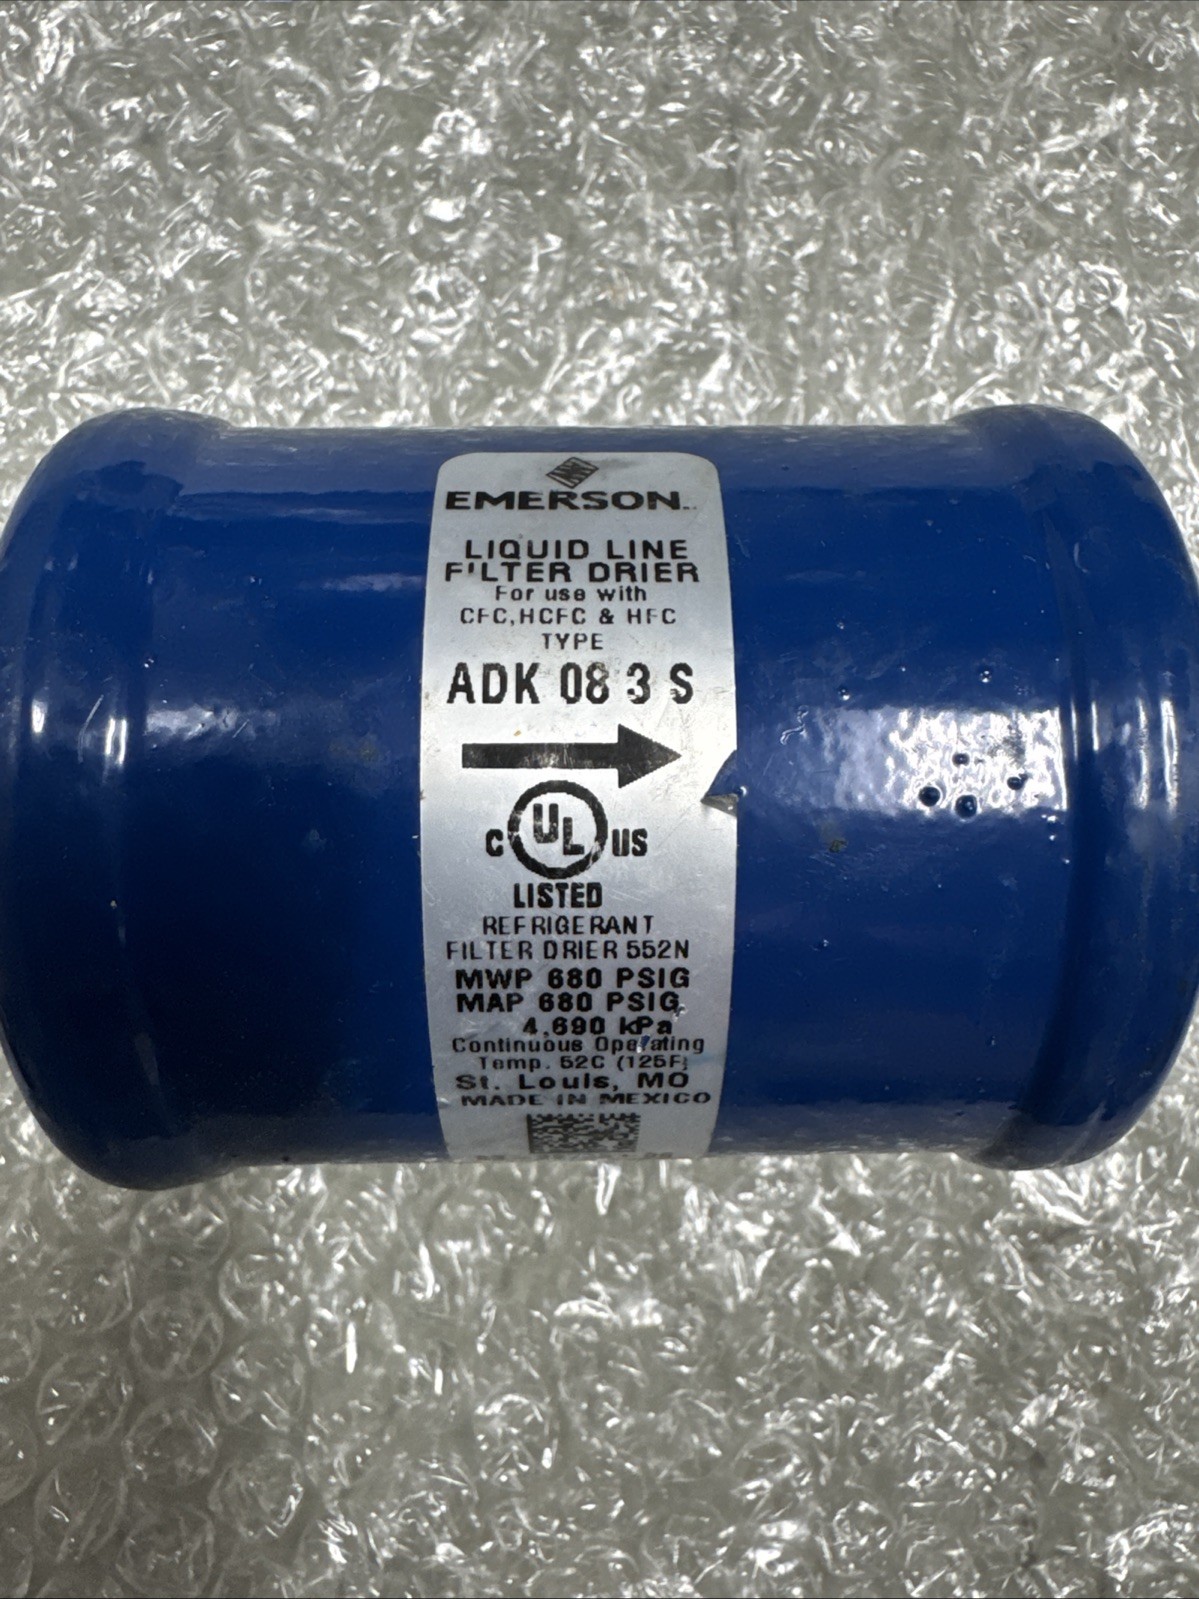 EMERSON
LIQUID LINE
FILTER DRIER
For use with
CFC, HCFC & HFC
TYPE
ADK 08 3 S
C UL US
LISTED
REFRIGERANT
FILTER DRIER 552N
MWP 680 PSIG
MAP 680 PSIG
4,690 kPa
Continuous Operating
Temp. 52C (125F)
St. Louis, MO
MADE IN MEXICO